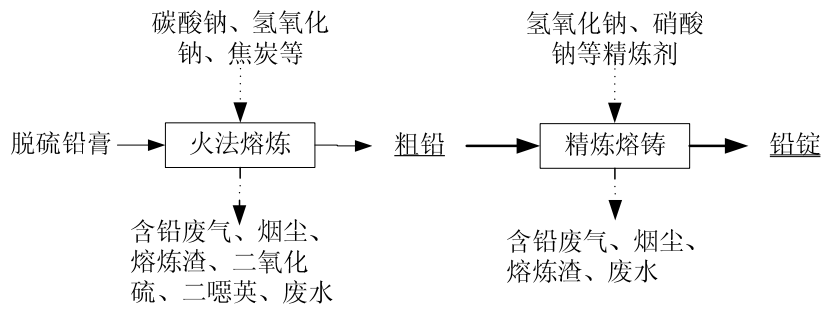 碳酸钠、氢氧化
钠、焦炭等
氢氧化钠、硝酸
钠等精炼剂
脱硫铅膏
火法熔炼
粗铅
精炼熔铸
铅锭
含铅废气、烟尘、
熔炼渣、二氧化
硫、二噁英、废水
含铅废气、烟尘、
熔炼渣、废水